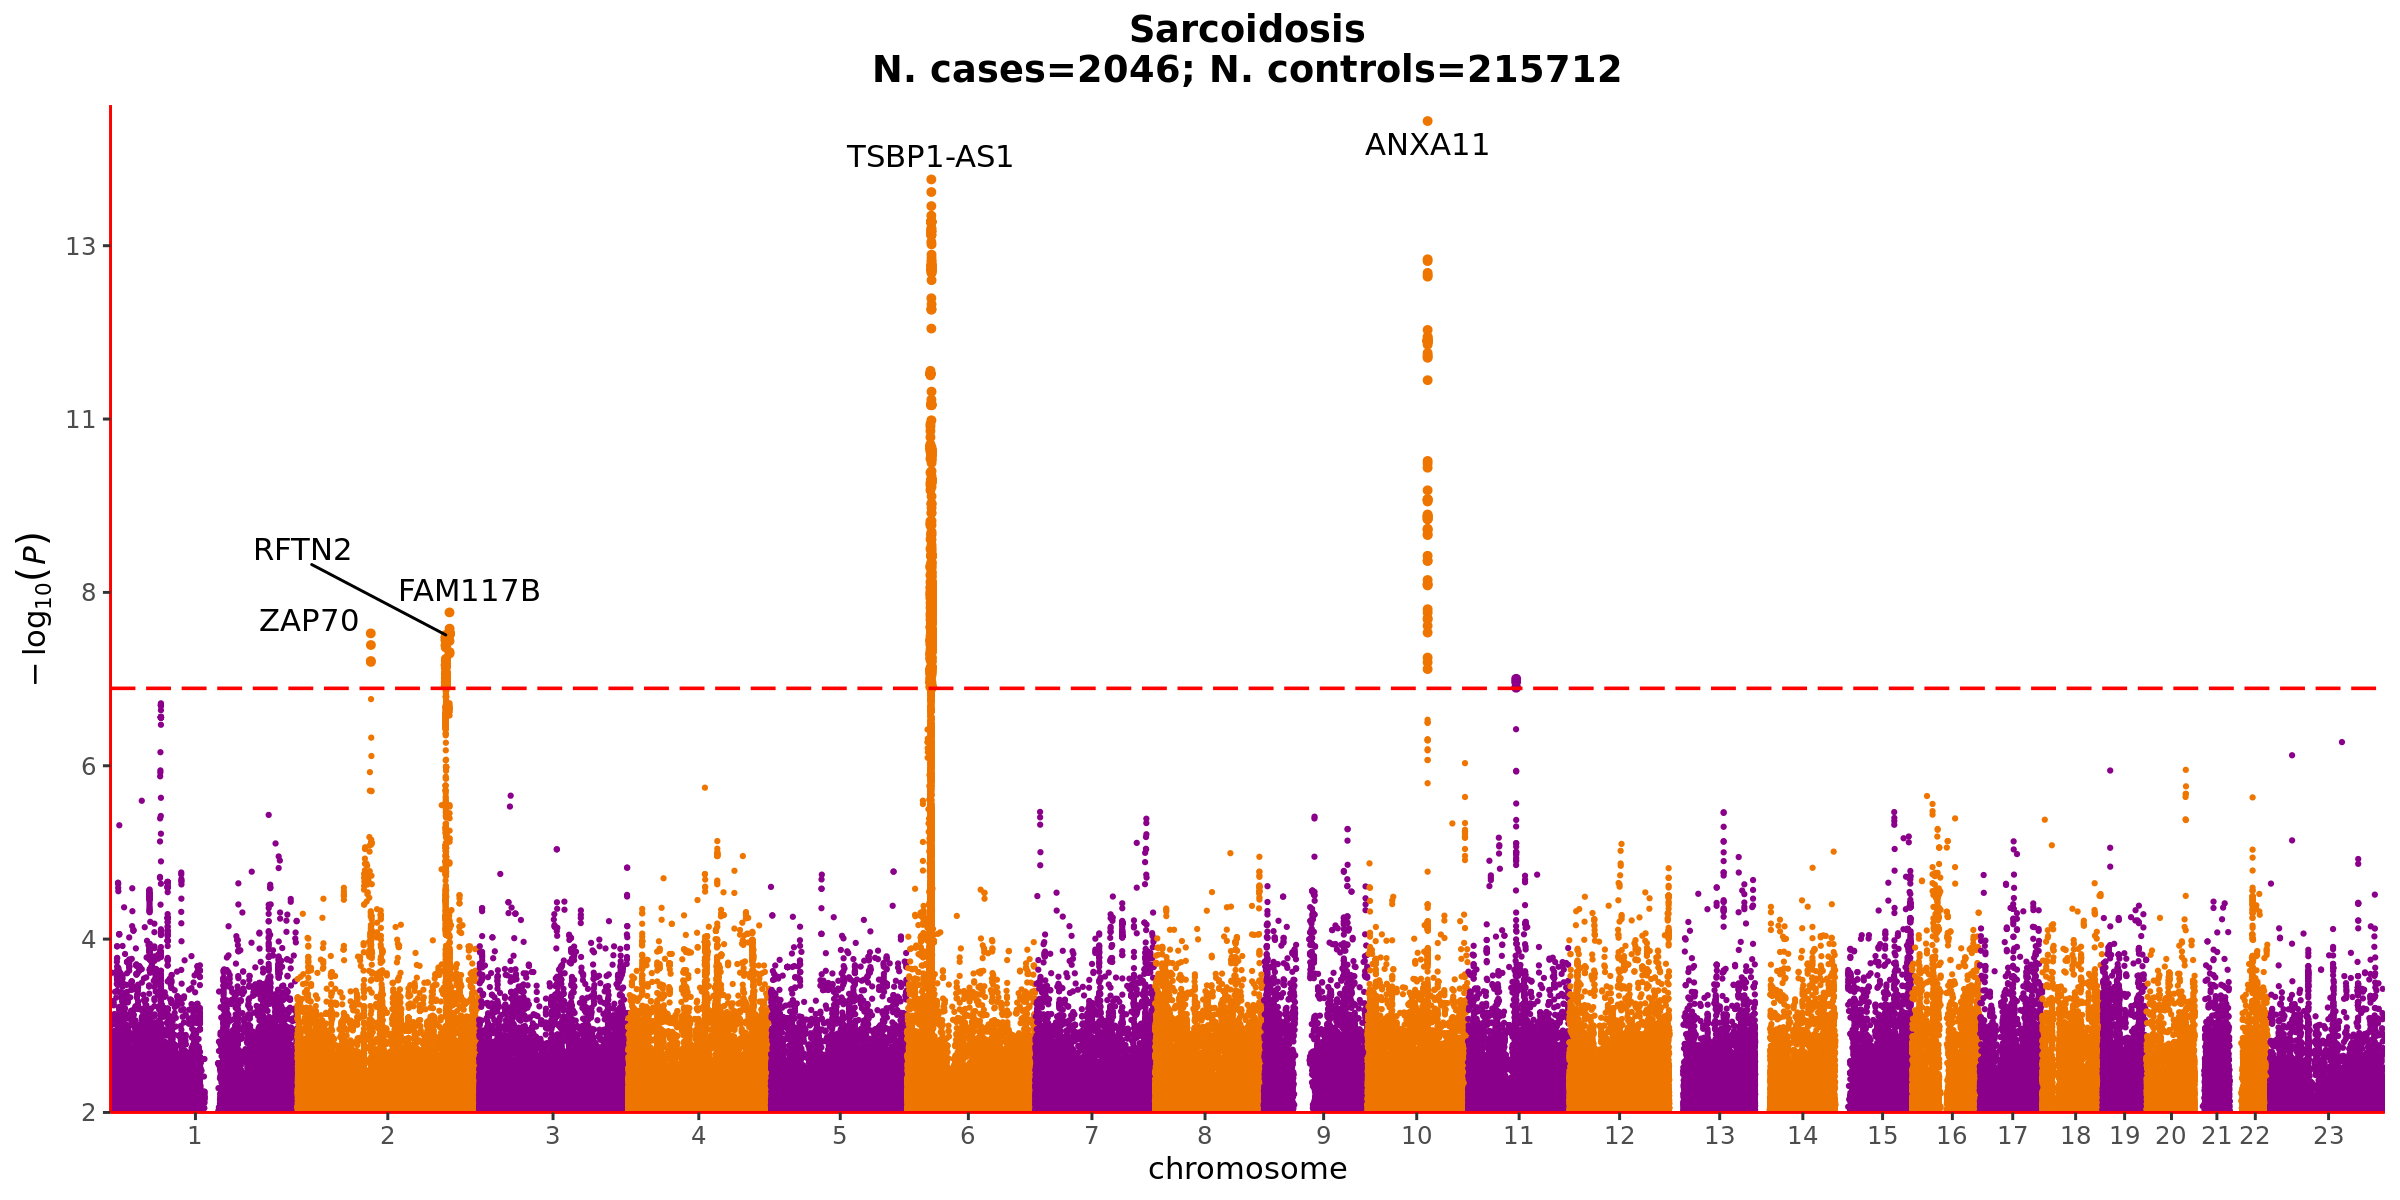 Sarcoidosis
N. cases=2046; N. controls=215712
TSBP1-AS1
ANXA11
RFTN2
FAM117B
ZAP70
− log10(P)
13
11
8
6
4
2
1 2 3 4 5 6 7 8 9 10 11 12 13 14 15 16 17 18 19 20 21 22 23
chromosome